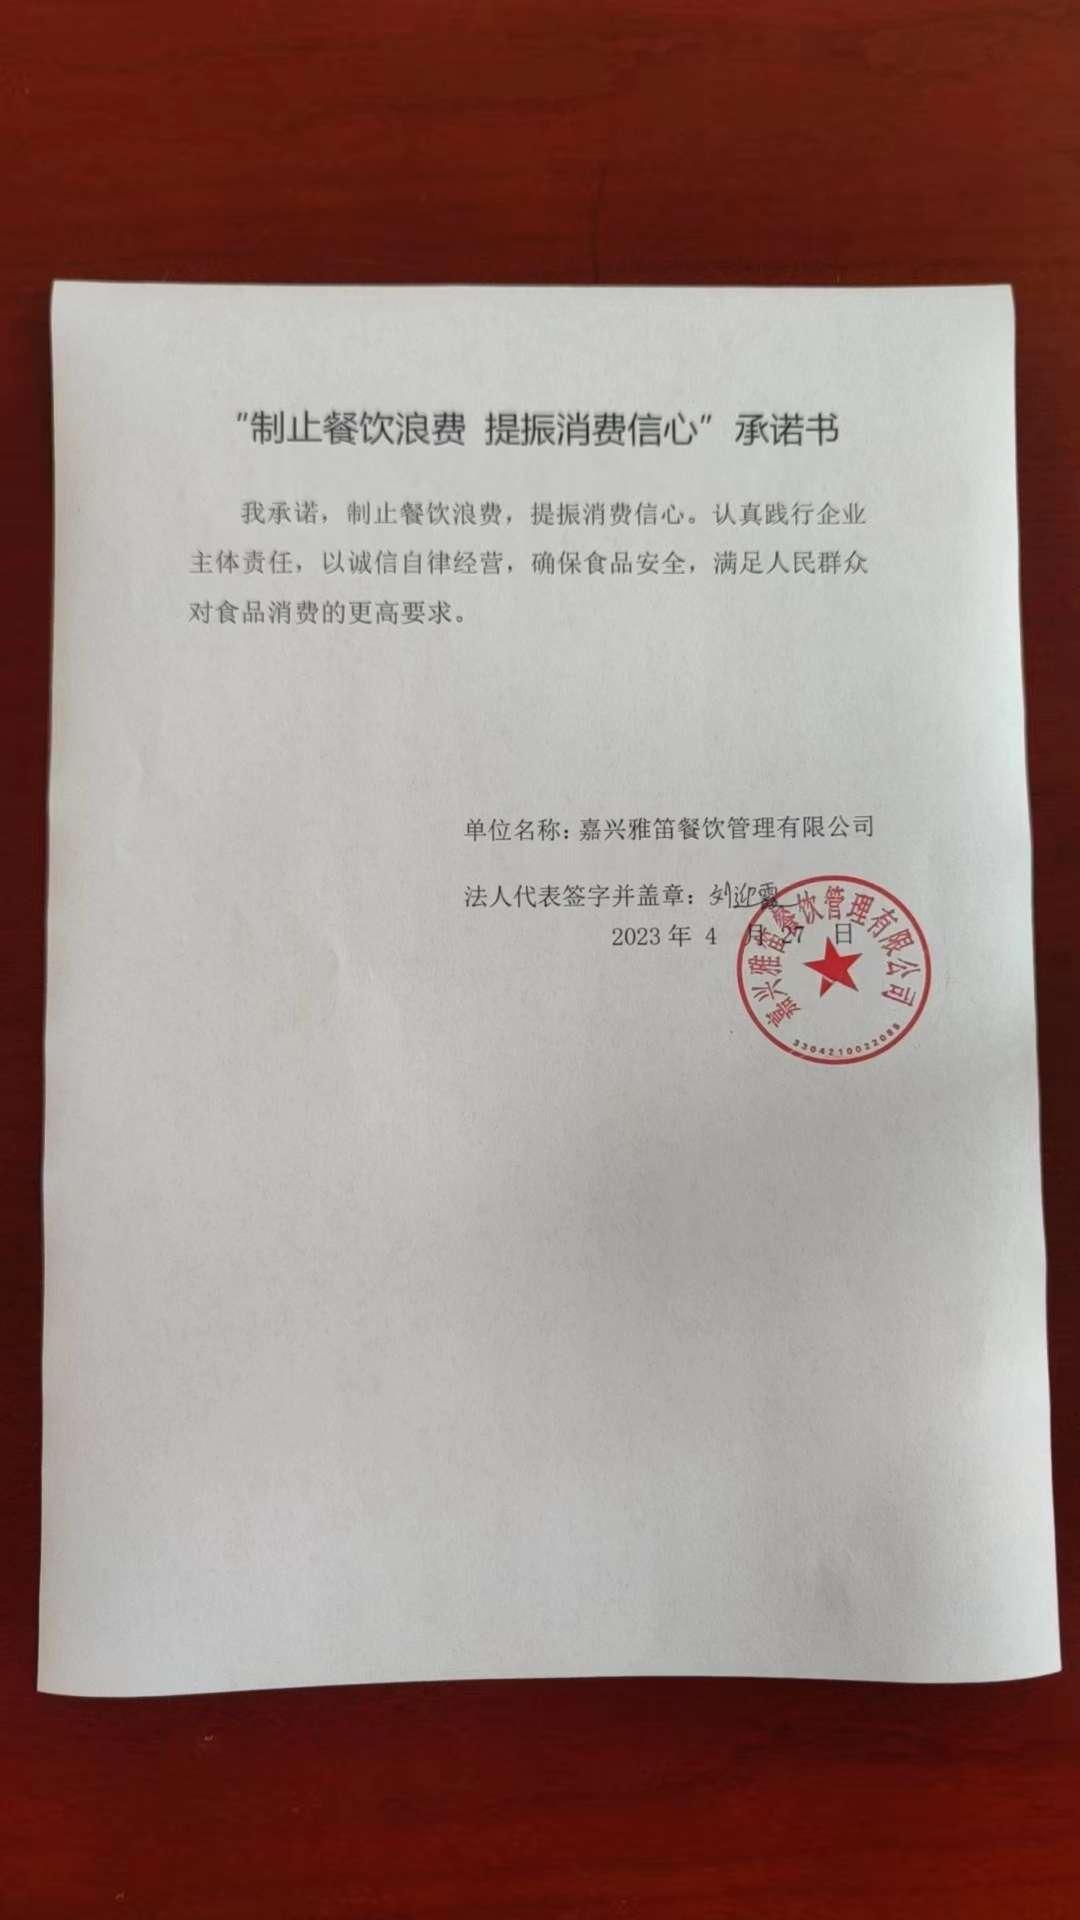 “制止餐饮浪费 提振消费信心”承诺书
我承诺，制止餐饮浪费，提振消费信心。认真践行企业
主体责任，以诚信自律经营，确保食品安全，满足人民群众
对食品消费的更高要求。
单位名称：嘉兴雅笛餐饮管理有限公司
法人代表签字并盖章：刘迎霞
2023 年 4 月 27 日
嘉兴雅笛餐饮管理有限公司
3304210022089